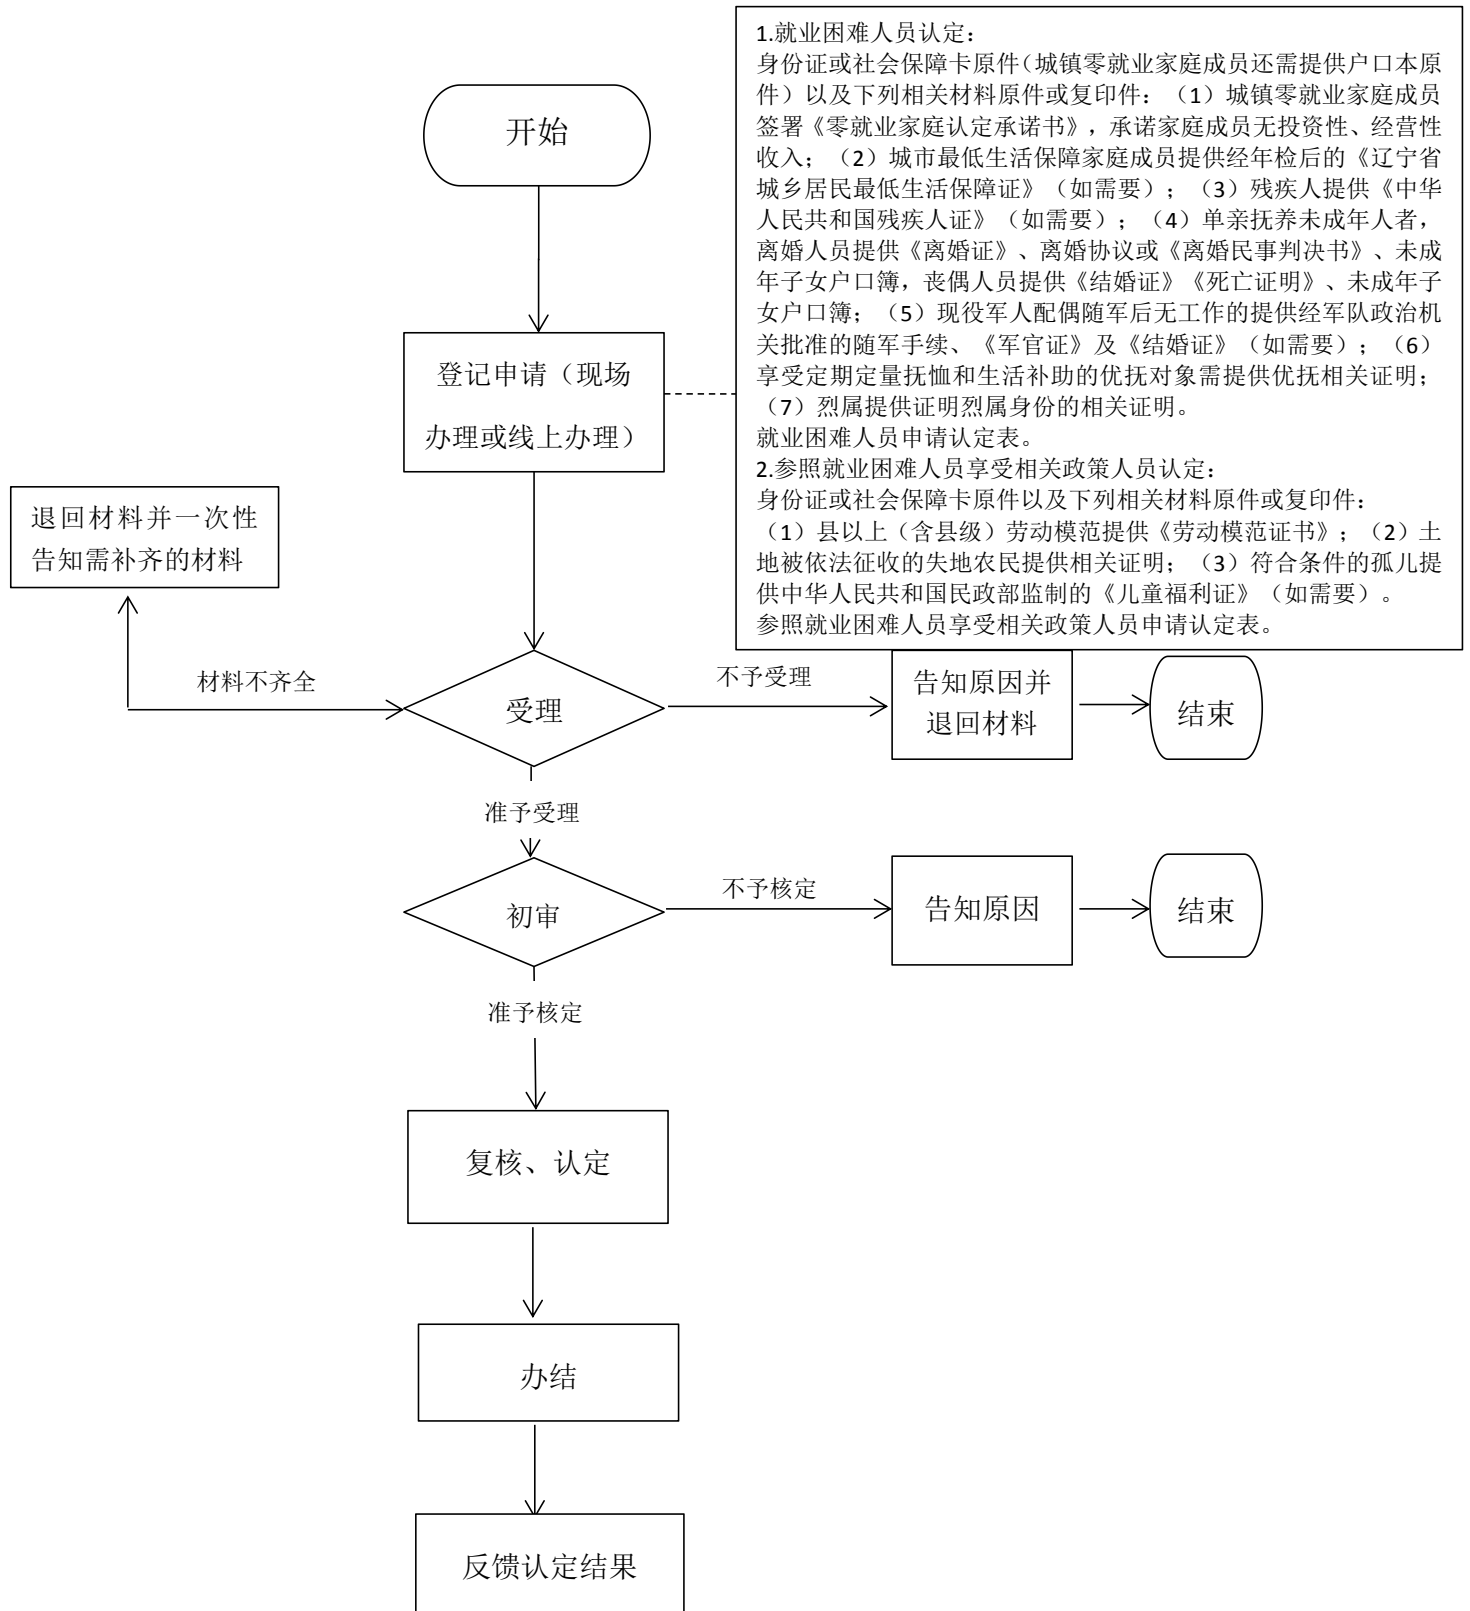 1.就业困难人员认定：
身份证或社会保障卡原件（城镇零就业家庭成员还需提供户口本原
件）以及下列相关材料原件或复印件：（1）城镇零就业家庭成员
签署《零就业家庭认定承诺书》，承诺家庭成员无投资性、经营性
收入；（2）城市最低生活保障家庭成员提供经年检后的《辽宁省
城乡居民最低生活保障证》（如需要）；（3）残疾人提供《中华
人民共和国残疾人证》（如需要）；（4）单亲抚养未成年人者，
离婚人员提供《离婚证》、离婚协议或《离婚民事判决书》、未成
年子女户口簿，丧偶人员提供《结婚证》《死亡证明》、未成年子
女户口簿；（5）现役军人配偶随军后无工作的提供经军队政治机
关批准的随军手续、《军官证》及《结婚证》（如需要）；（6）
享受定期定量抚恤和生活补助的优抚对象需提供优抚相关证明；
（7）烈属提供证明烈属身份的相关证明。
就业困难人员申请认定表。
2.参照就业困难人员享受相关政策人员认定：
身份证或社会保障卡原件以及下列相关材料原件或复印件：
（1）县以上（含县级）劳动模范提供《劳动模范证书》；（2）土
地被依法征收的失地农民提供相关证明；（3）符合条件的孤儿提
供中华人民共和国民政部监制的《儿童福利证》（如需要）。
参照就业困难人员享受相关政策人员申请认定表。
开始
登记申请（现场
办理或线上办理）
退回材料并一次性
告知需补齐的材料
材料不齐全
受理
不予受理
告知原因并
退回材料
结束
准予受理
初审
不予核定
告知原因
结束
准予核定
复核、认定
办结
反馈认定结果